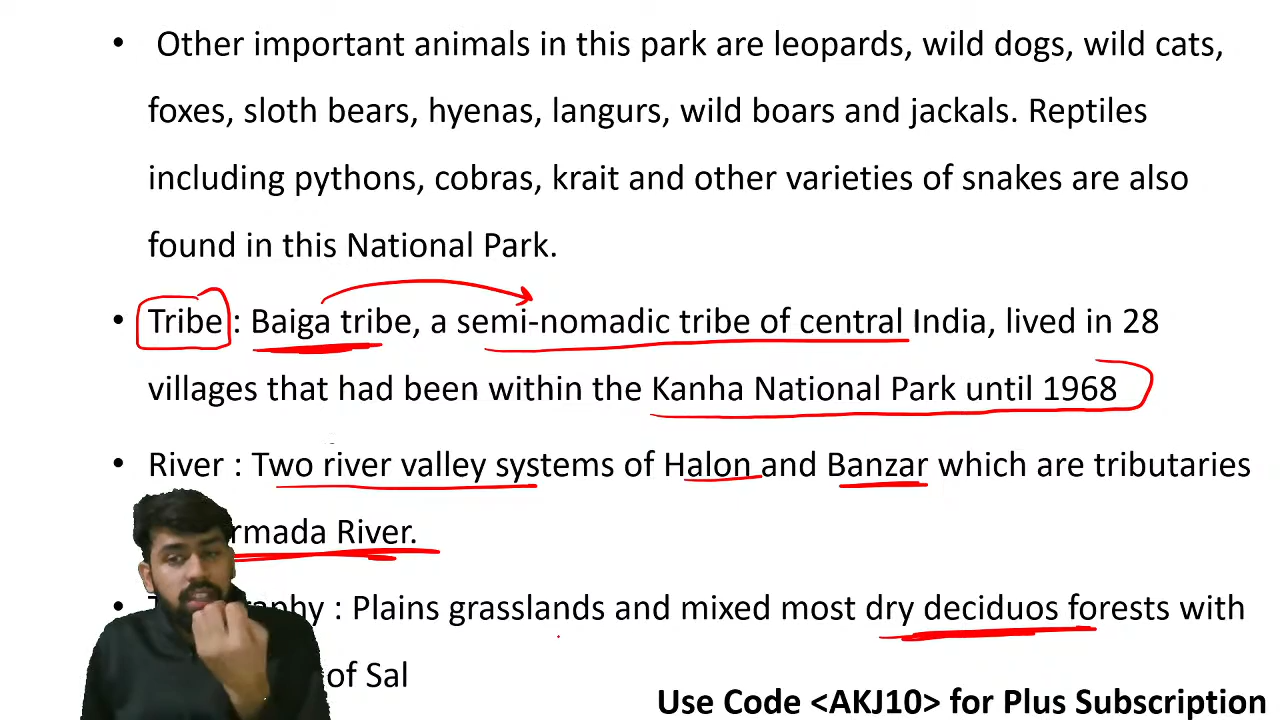 • Other important animals in this park are leopards, wild dogs, wild cats,
foxes, sloth bears, hyenas, langurs, wild boars and jackals. Reptiles
including pythons, cobras, krait and other varieties of snakes are also
found in this National Park.
• Tribe : Baiga tribe, a semi-nomadic tribe of central India, lived in 28
villages that had been within the Kanha National Park until 1968
• River : Two river valley systems of Halon and Banzar which are tributaries
River.
• : Plains grasslands and mixed most dry deciduos forests with
of Sal
Use Code <AKJ10> for Plus Subscription